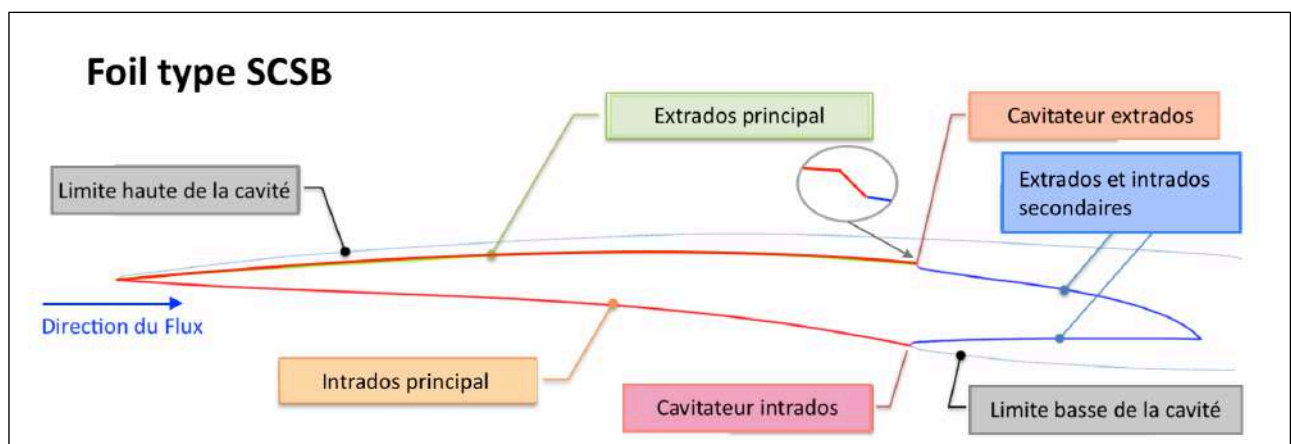 Foil type SCSB
Extrados principal
Cavitateur extrados
Limite haute de la cavité
Extrados et intrados
secondaires
Direction du Flux
Intrados principal
Cavitateur intrados
Limite basse de la cavité